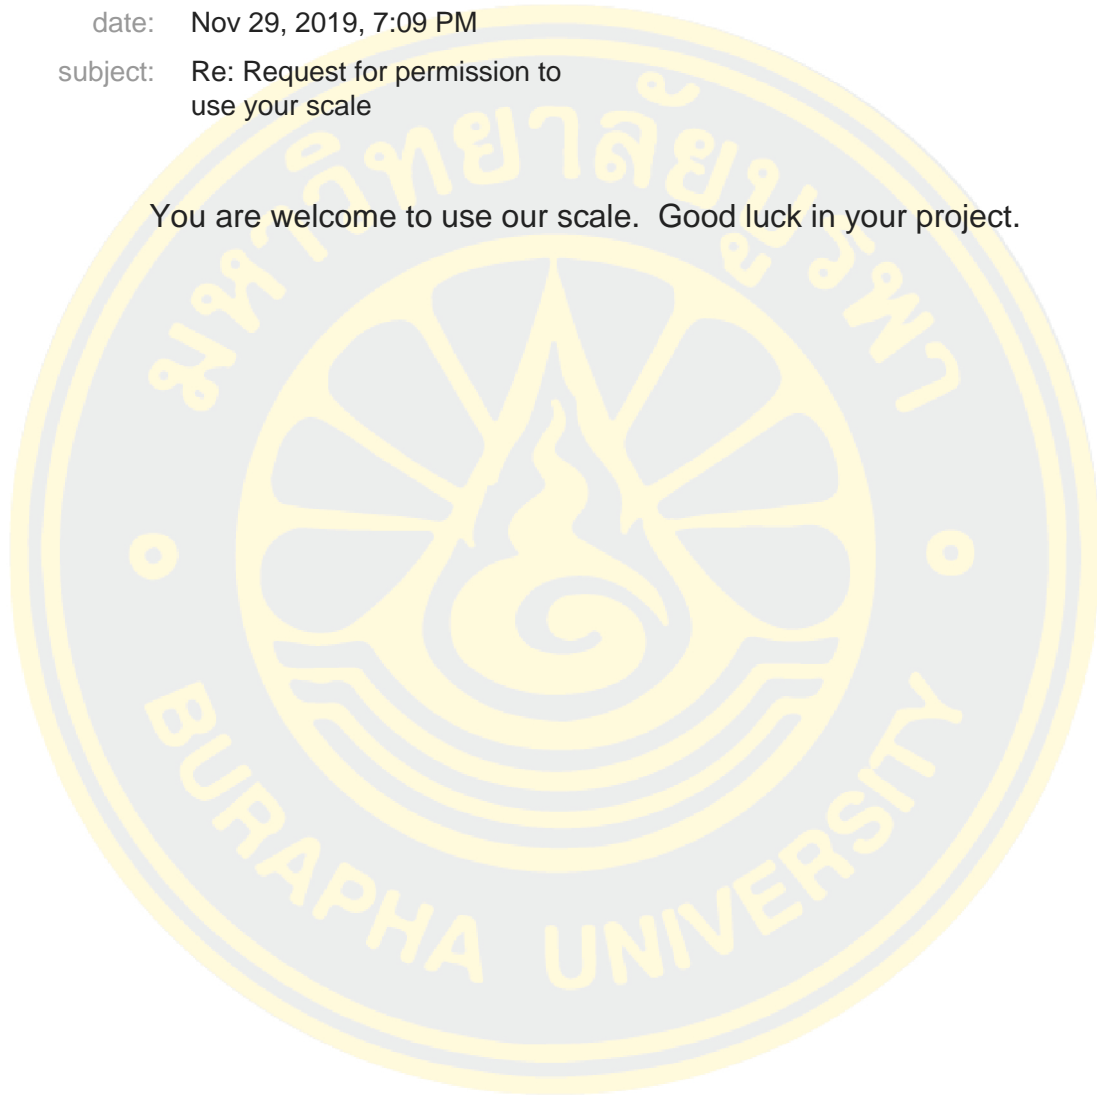 date: Nov 29, 2019, 7:09 PM
subject: Re: Request for permission to
use your scale
มหาวิทยาลัยบูรพา
You are welcome to use our scale.  Good luck in your project.
BURAPHA UNIVERSITY